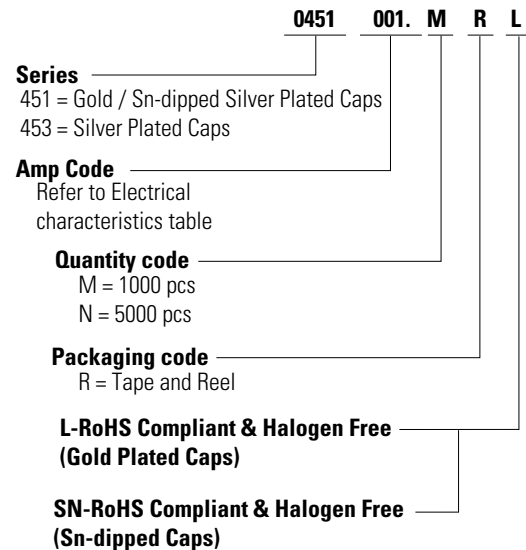 0451 001. M R L
Series
451 = Gold / Sn-dipped Silver Plated Caps
453 = Silver Plated Caps
Amp Code
Refer to Electrical
characteristics table
Quantity code
M = 1000 pcs
N = 5000 pcs
Packaging code
R = Tape and Reel
L-RoHS Compliant & Halogen Free
(Gold Plated Caps)
SN-RoHS Compliant & Halogen Free
(Sn-dipped Caps)